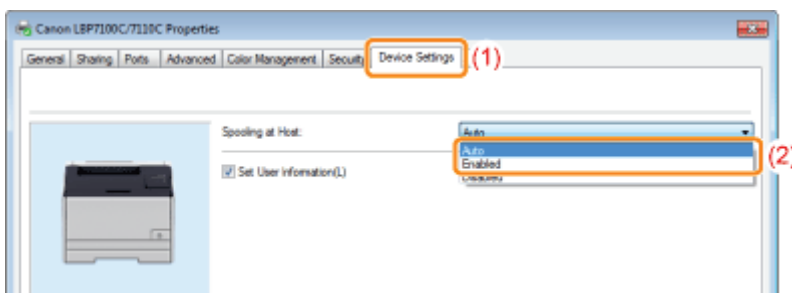 Canon LBP7100C/7110C Properties
General Sharing Ports Advanced Color Management Security Device Settings (1)
Spooling at Host: Auto
Auto
Enabled (2)
Disabled
Set User Information(L)